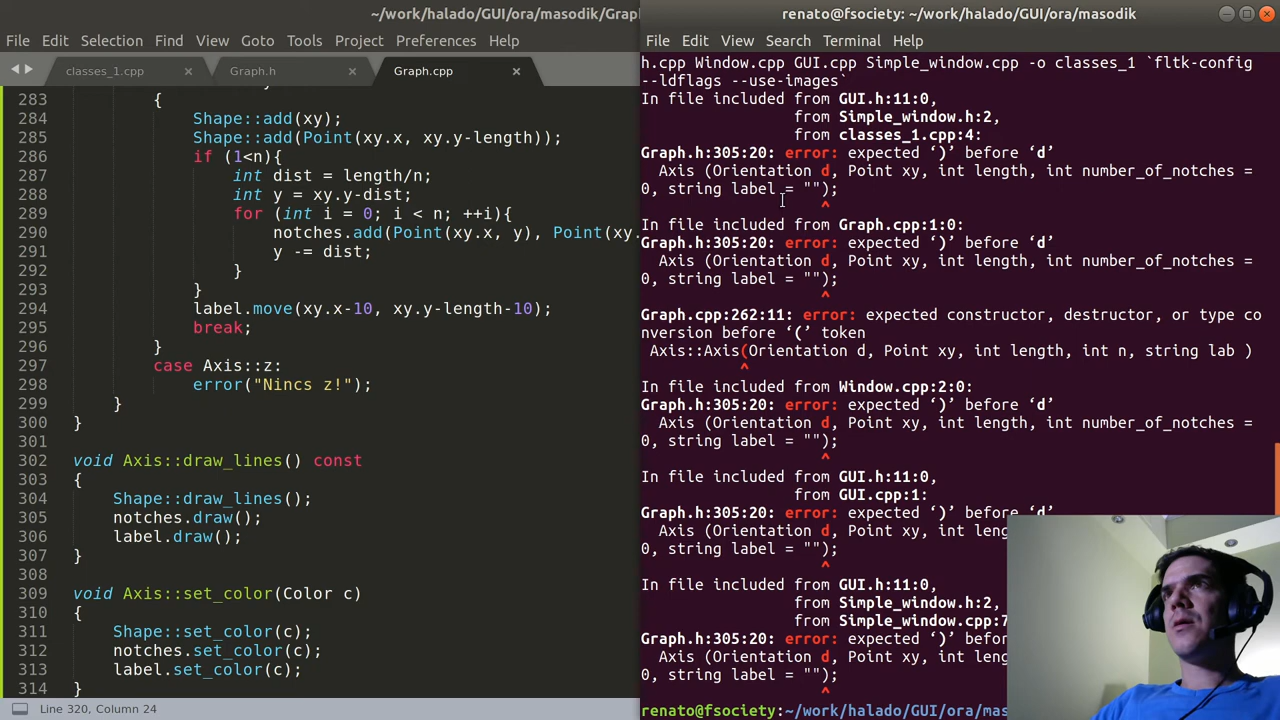 ~/work/halado/GUI/ora/masodik/Grap
File Edit Selection Find View Goto Tools Project Preferences Help
classes_1.cpp × Graph.h × Graph.cpp ×
283 {
284 Shape::add(xy);
285 Shape::add(Point(xy.x, xy.y-length));
286 if (1<n){
287 int dist = length/n;
288 int y = xy.y-dist;
289 for (int i = 0; i < n; ++i){
290 notches.add(Point(xy.x, y), Point(xy.
291 y -= dist;
292 }
293 }
294 label.move(xy.x-10, xy.y-length-10);
295 break;
296 }
297 case Axis::z:
298 error("Nincs z!");
299 }
300 }
301
302 void Axis::draw_lines() const
303 {
304 Shape::draw_lines();
305 notches.draw();
306 label.draw();
307 }
308
309 void Axis::set_color(Color c)
310 {
311 Shape::set_color(c);
312 notches.set_color(c);
313 label.set_color(c);
314 }
Line 320, Column 24
renato@fsociety: ~/work/halado/GUI/ora/masodik
File Edit View Search Terminal Help
h.cpp Window.cpp GUI.cpp Simple_window.cpp -o classes_1 `fltk-config
--ldflags --use-images`
In file included from GUI.h:11:0,
from Simple_window.h:2,
from classes_1.cpp:4:
Graph.h:305:20: error: expected ‘)’ before ‘d’
Axis (Orientation d, Point xy, int length, int number_of_notches =
0, string label = "");
^
In file included from Graph.cpp:1:0:
Graph.h:305:20: error: expected ‘)’ before ‘d’
Axis (Orientation d, Point xy, int length, int number_of_notches =
0, string label = "");
^
Graph.cpp:262:11: error: expected constructor, destructor, or type co
nversion before ‘(’ token
Axis::Axis(Orientation d, Point xy, int length, int n, string lab )
^
In file included from Window.cpp:2:0:
Graph.h:305:20: error: expected ‘)’ before ‘d’
Axis (Orientation d, Point xy, int length, int number_of_notches =
0, string label = "");
^
In file included from GUI.h:11:0,
from GUI.cpp:1:
Graph.h:305:20: error: expected ‘)’ before ‘d’
Axis (Orientation d, Point xy, int leng
0, string label = "");
^
In file included from GUI.h:11:0,
from Simple_window.h:2,
from Simple_window.cpp:7
Graph.h:305:20: error: expected ‘)’ befo
Axis (Orientation d, Point xy, int leng
0, string label = "");
^
renato@fsociety:~/work/halado/GUI/ora/mas